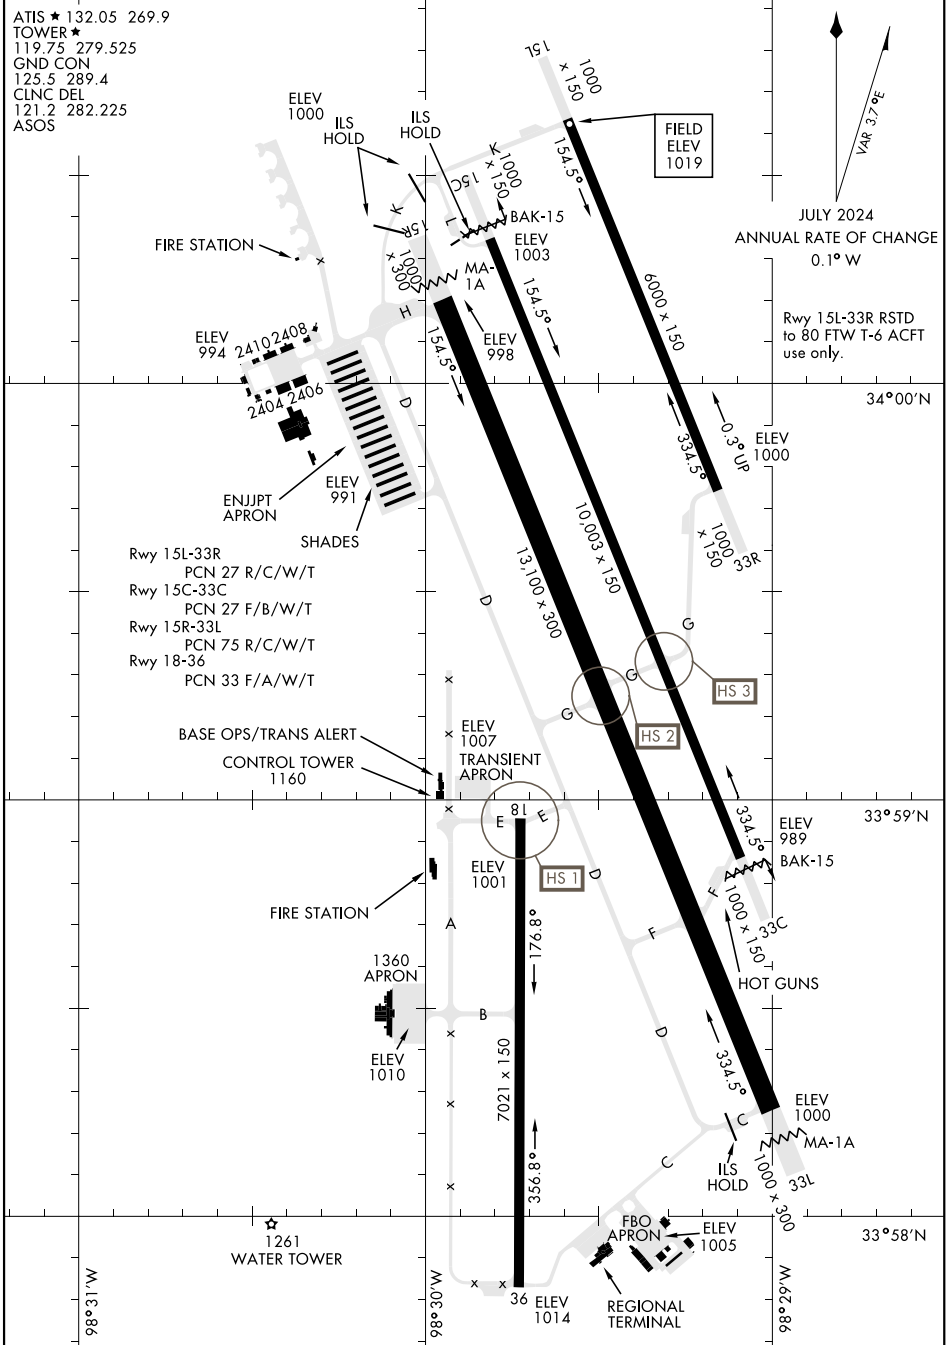 ATIS ★ 132.05 269.9
TOWER ★
119.75 279.525
GND CON
125.5 289.4
CLNC DEL
121.2 282.225
ASOS
15L
1000
x 150
ELEV
1000
ILS
HOLD
ILS
HOLD
FIELD
ELEV
1019
VAR 3.7°E
JULY 2024
ANNUAL RATE OF CHANGE
0.1° W
Rwy 15L-33R RSTD
to 80 FTW T-6 ACFT
use only.
K
1000
x 150
15C
154.5°
K
L
15R
BAK-15
ELEV
1003
FIRE STATION
x
1000
x 300
MA-
1A
154.5°
6000 x 150
H
ELEV
998
154.5°
ELEV
994
2410
2408
2404
2406
D
34°00'N
334.5°
0.3° UP
ELEV
1000
ENJJPT
APRON
ELEV
991
SHADES
10,003 x 150
13,100 x 300
1000
x 150
33R
Rwy 15L-33R
PCN 27 R/C/W/T
Rwy 15C-33C
PCN 27 F/B/W/T
Rwy 15R-33L
PCN 75 R/C/W/T
Rwy 18-36
PCN 33 F/A/W/T
D
G
G
G
HS 3
HS 2
x
x
BASE OPS/TRANS ALERT
CONTROL TOWER
1160
ELEV
1007
TRANSIENT
APRON
x
18
E
E
33°59'N
334.5°
ELEV
989
BAK-15
ELEV
1001
HS 1
D
FIRE STATION
F
F
1000
x 150
33C
A
176.8°
HOT GUNS
1360
APRON
B
ELEV
1010
x
D
7021 x 150
334.5°
x
ELEV
1000
C
MA-1A
356.8°
C
ILS
HOLD
1000 x 300
33L
x
1261
WATER TOWER
FBO
APRON
ELEV
1005
33°58'N
x
x
36
ELEV
1014
REGIONAL
TERMINAL
98°31'W
98°30'W
98°29'W